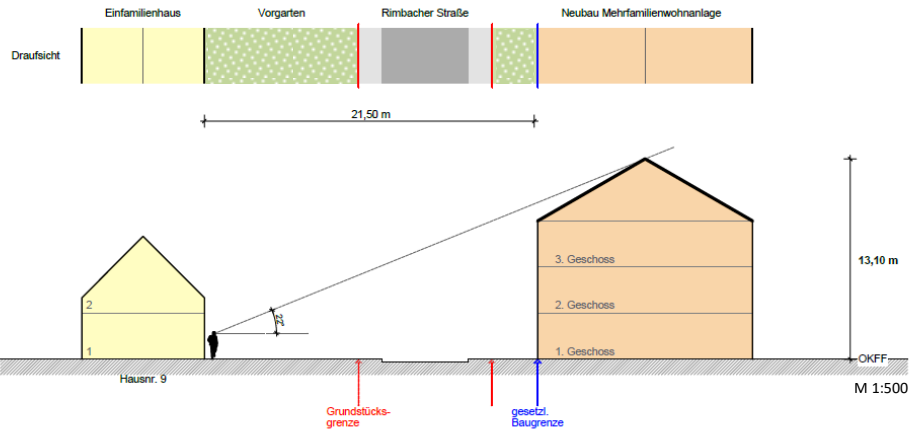 Einfamilienhaus Vorgarten Rimbacher Straße Neubau Mehrfamilienwohnanlage
Draufsicht
21,50 m
3. Geschoss
13,10 m
2
22°
2. Geschoss
1
1. Geschoss
OKFF
Hausnr. 9
M 1:500
Grundstücks-
grenze
gesetzl.
Baugrenze